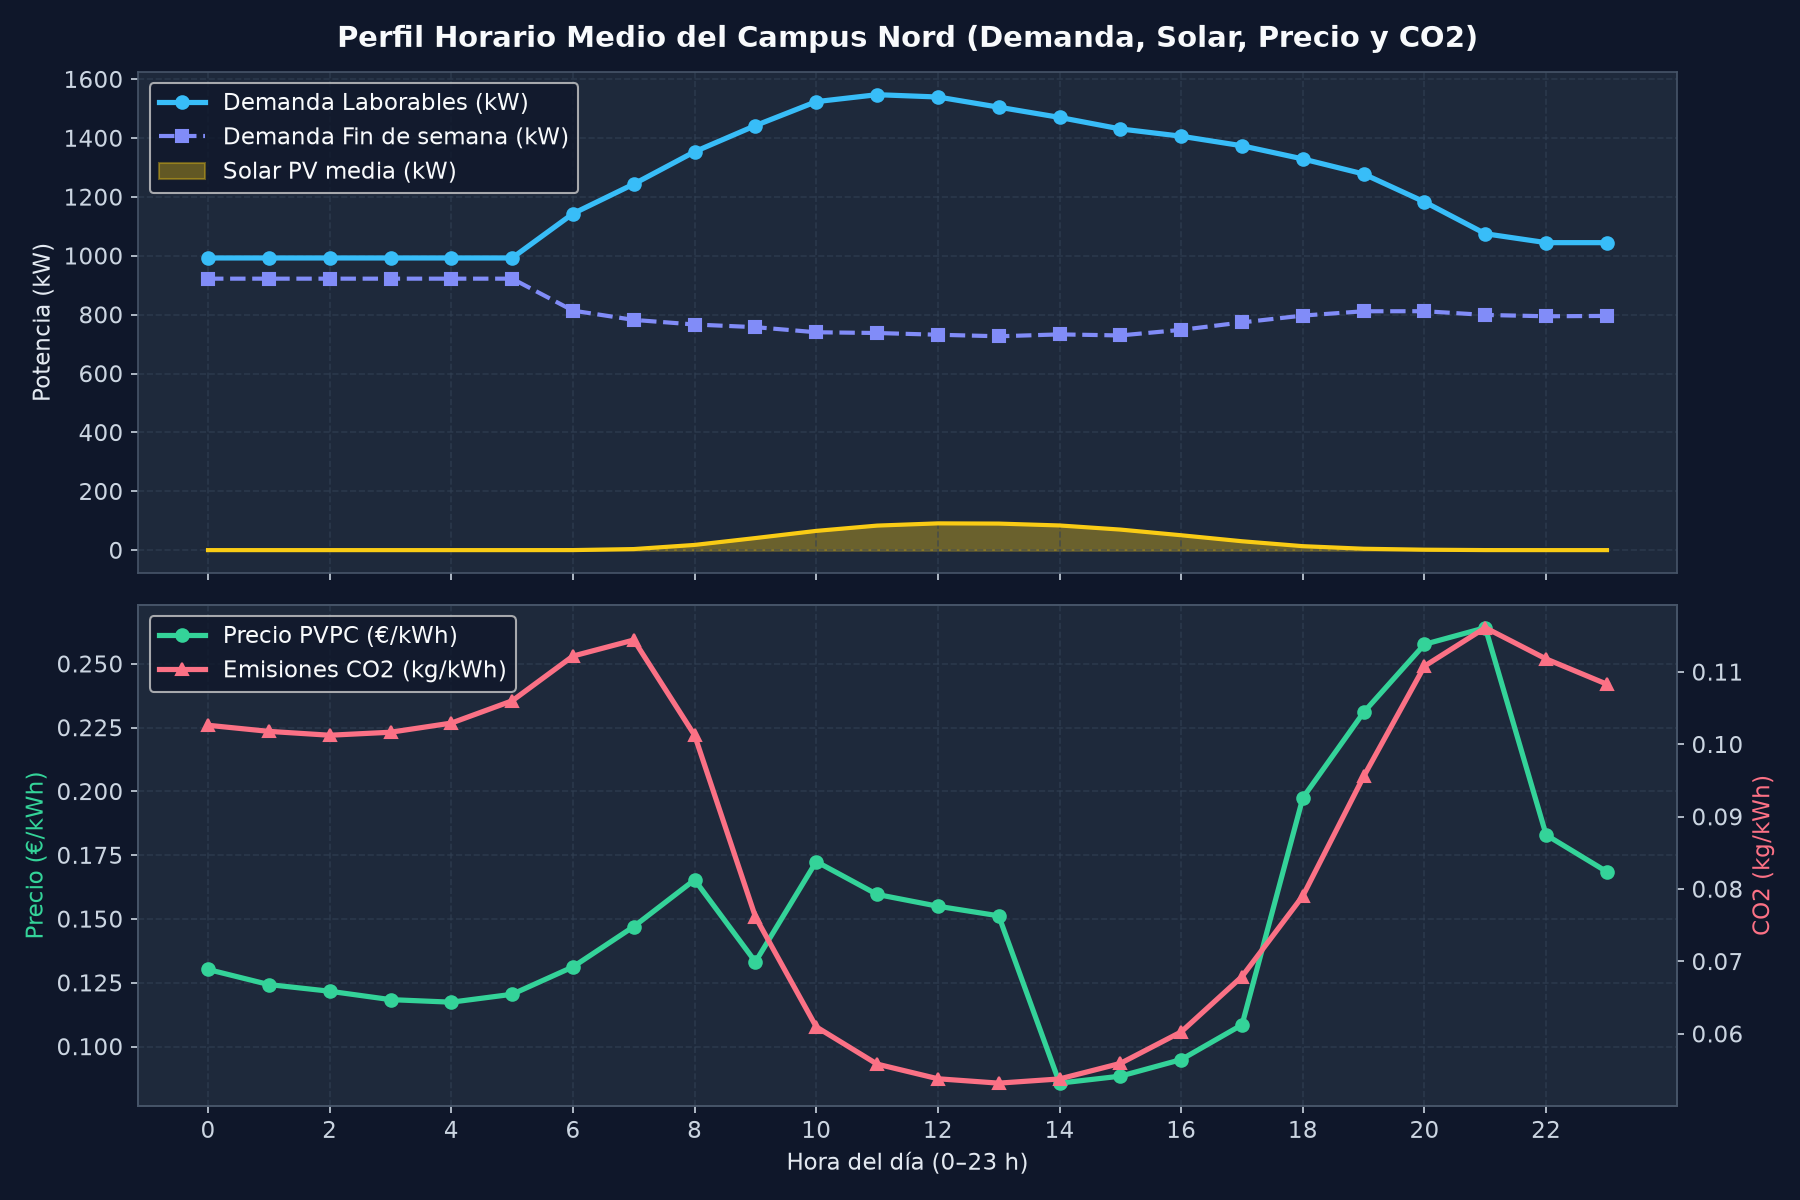 Perfil Horario Medio del Campus Nord (Demanda, Solar, Precio y CO2)
1600
1400
1200
1000
800
600
400
200
0
Potencia (kW)
Demanda Laborables (kW)
Demanda Fin de semana (kW)
Solar PV media (kW)
0.250
0.225
0.200
0.175
0.150
0.125
0.100
Precio (€/kWh)
Precio PVPC (€/kWh)
Emisiones CO2 (kg/kWh)
0.11
0.10
0.09
0.08
0.07
0.06
CO2 (kg/kWh)
0 2 4 6 8 10 12 14 16 18 20 22
Hora del día (0–23 h)